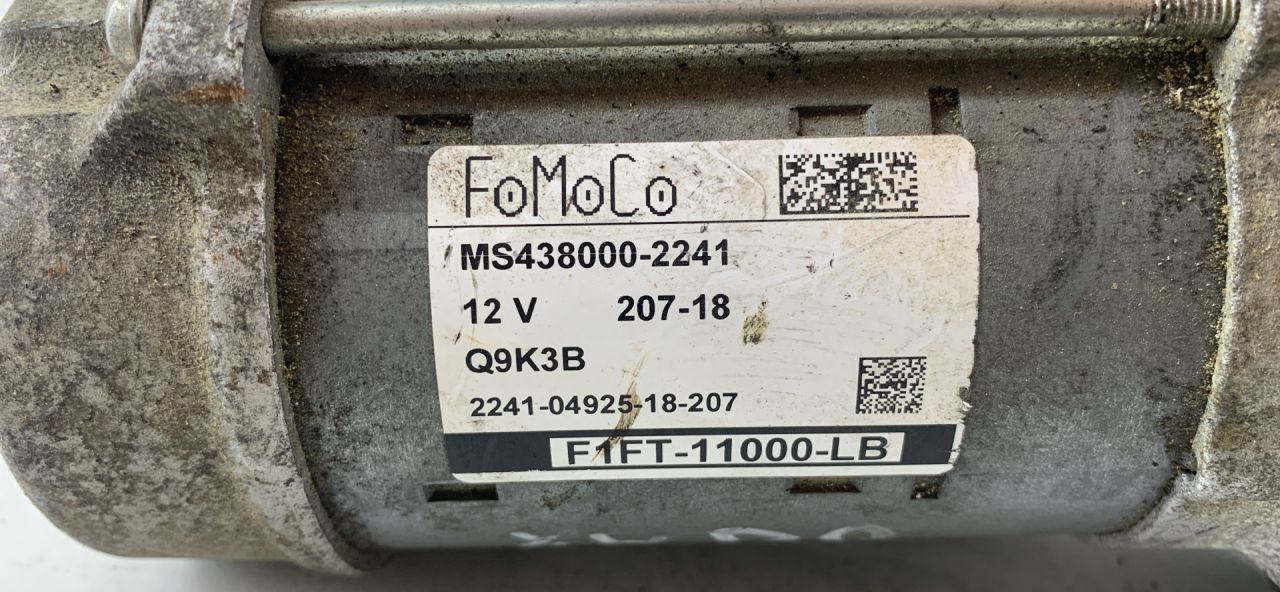 FoMoCo
MS438000-2241
12 V 207-18
Q9K3B
2241-04925-18-207
F1FT-11000-LB